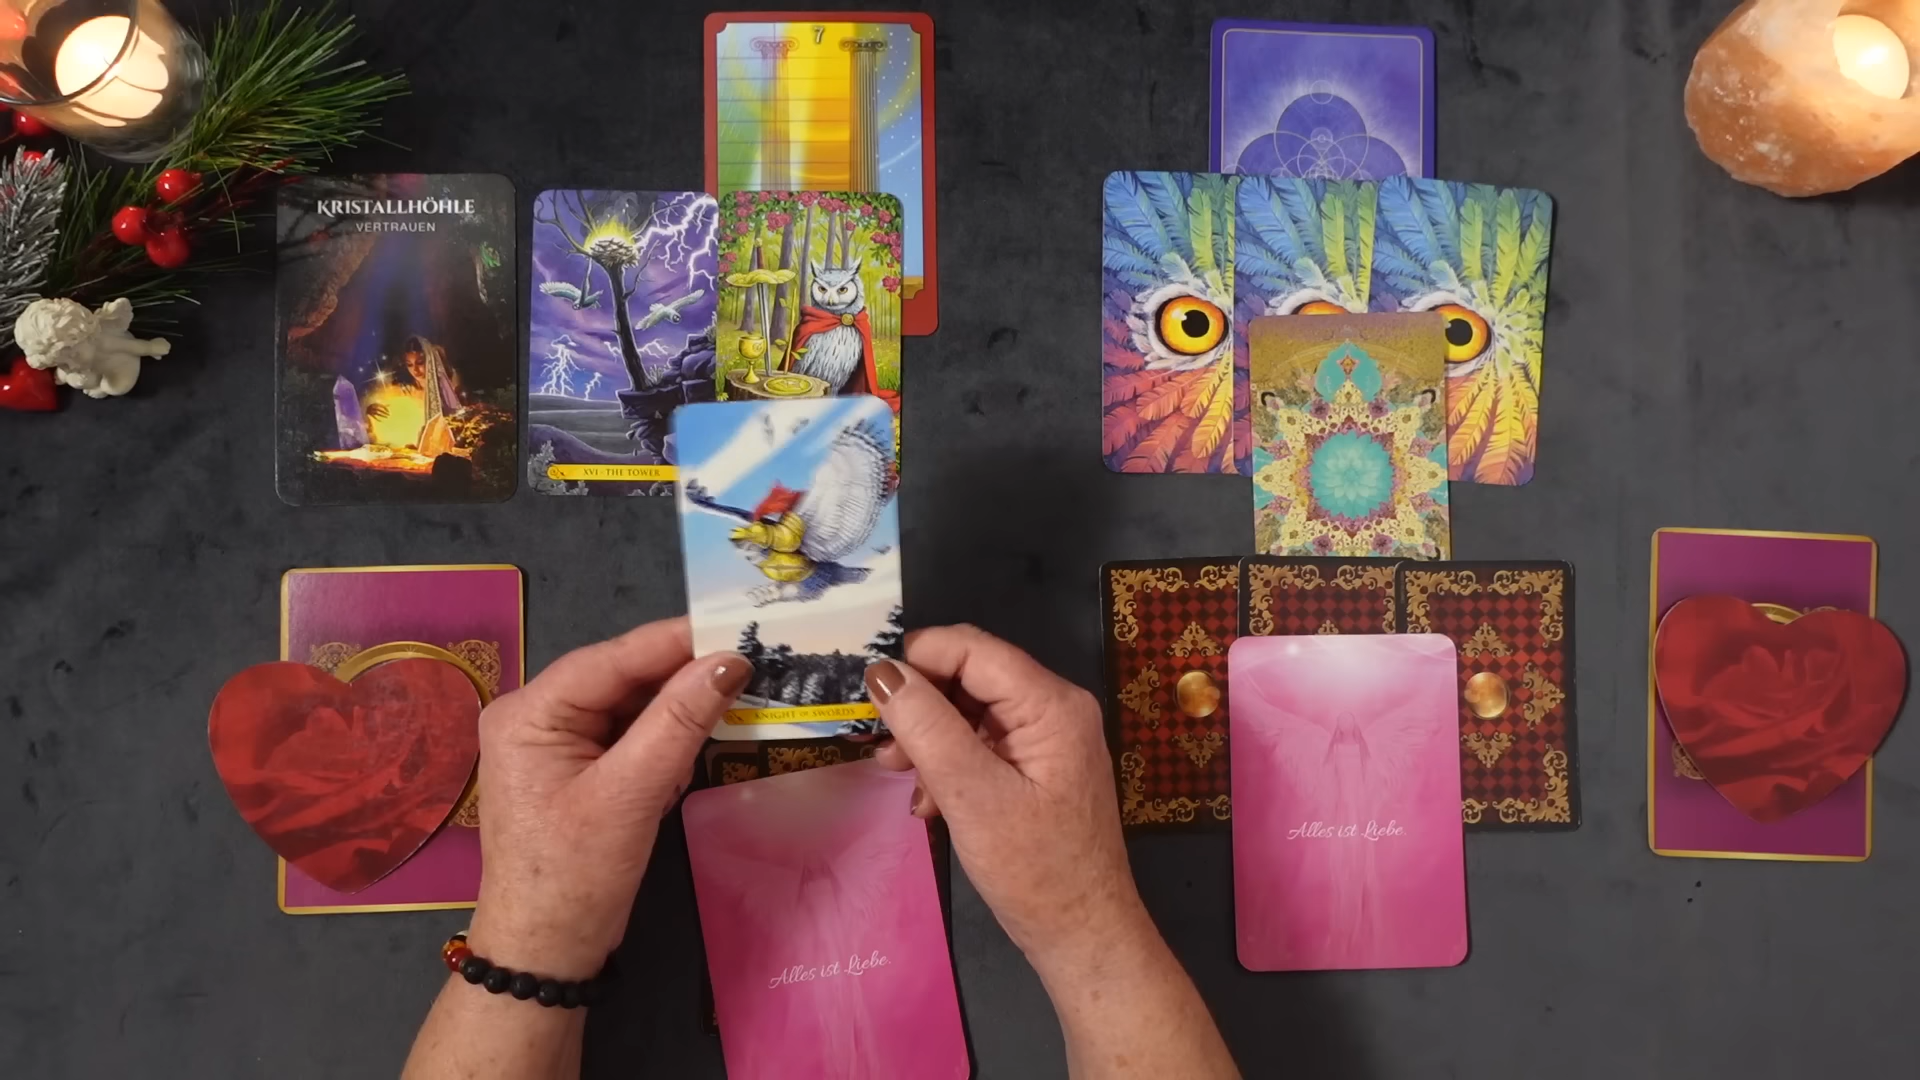 7
KRISTALLHÖHLE
VERTRAUEN
XVI · THE TOWER
KNIGHT OF SWORDS
Alles ist Liebe.
Alles ist Liebe.